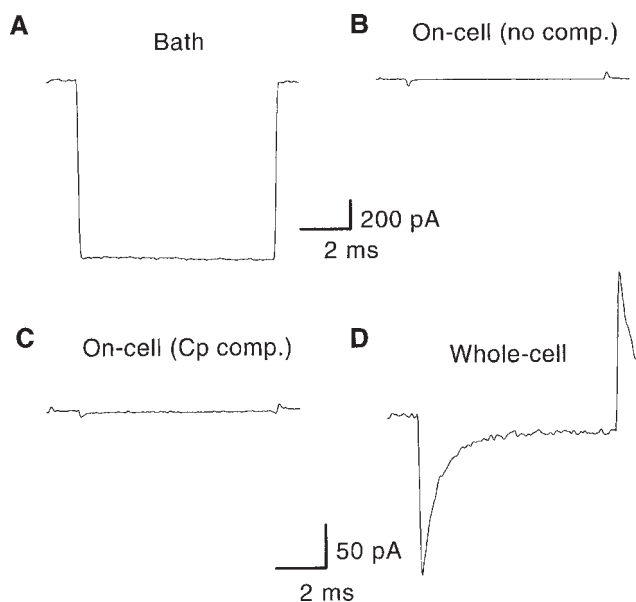 A
Bath
B
On-cell (no comp.)
200 pA
2 ms
C
On-cell (Cp comp.)
D
Whole-cell
50 pA
2 ms